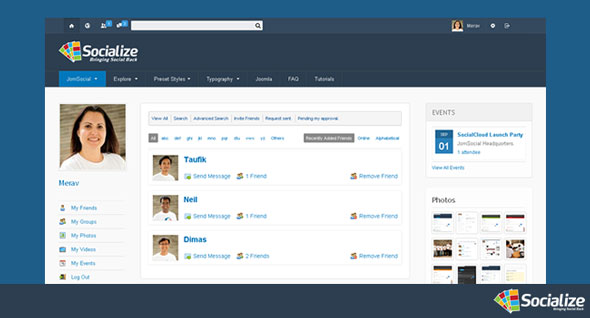 Merav
Socialize
Bringing Social Back
JomSocial Explore Preset Styles Typography Joomla FAQ Tutorials
View All Search Advanced Search Invite Friends Request sent Pending my approval
All abc def ghi jkl mno pqr stu vwx yz Others Recently Added Friends Online Alphabetical
Merav
My Friends
My Groups
My Photos
My Videos
My Events
Log Out
Taufik
Send Message 1 Friend Remove Friend
Neil
Send Message 1 Friend Remove Friend
Dimas
Send Message 2 Friends Remove Friend
EVENTS
SEP
01
SocialCloud Launch Party
JomSocial Headquarters
1 attendee
View All Events
Photos
Socialize
Bringing Social Back